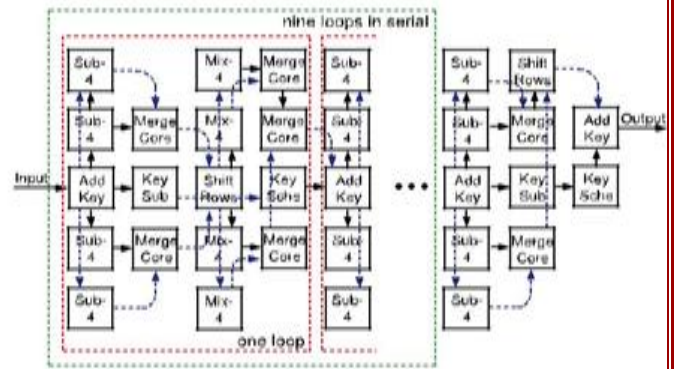 nine loops in serial
Sub-
4
Mix-
4
Merge
Core
Sub-
4
Sub-
4
Shift
Rows
Sub-
4
Merge
Core
Mix-
4
Merge
Core
Sub-
4
Sub-
4
Merge
Core
Add
Key
Output
Input
Add
Key
Key
Sub
Shift
Rows
Key
Sche
Add
Key
Add
Key
Key
Sub
Key
Sche
Sub-
4
Merge
Core
Mix-
4
Merge
Core
Sub-
4
Sub-
4
Merge
Core
Sub-
4
Mix-
4
Sub-
4
Sub-
4
one loop